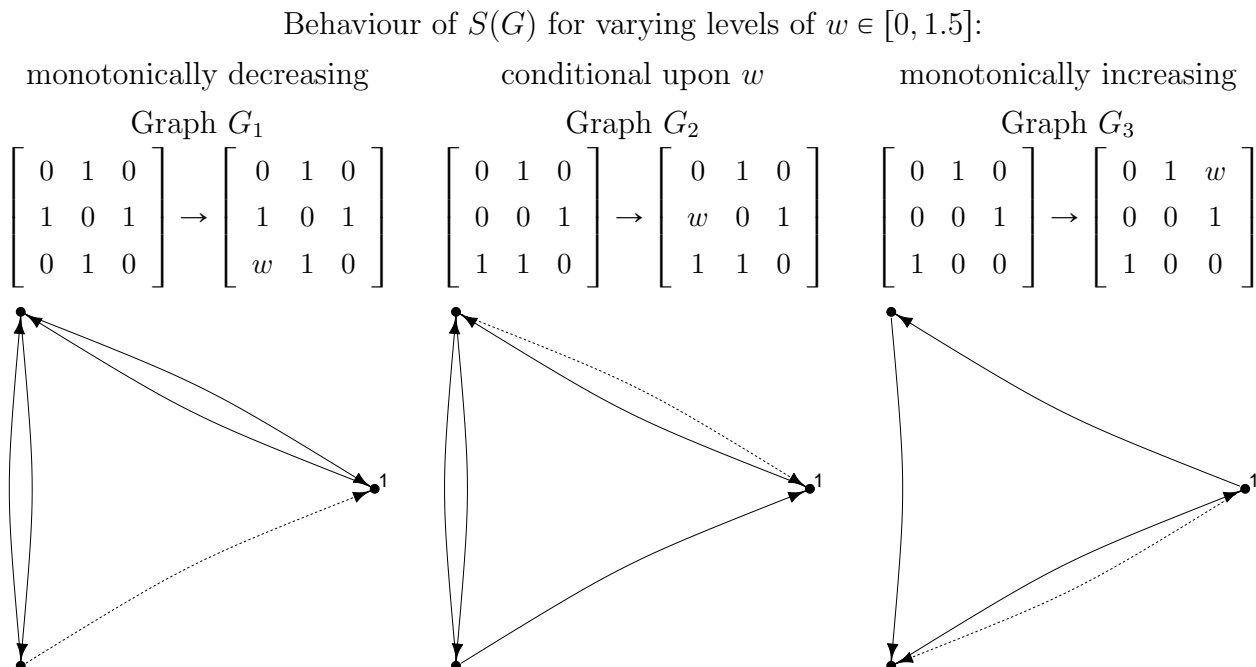 Behaviour of S(G) for varying levels of w ∈ [0, 1.5]:
monotonically decreasing conditional upon w monotonically increasing
Graph G₁ Graph G₂ Graph G₃
0 1 0 0 1 0 0 1 0 0 1 0 0 1 0 0 1 w
1 0 1 → 1 0 1 0 0 1 → w 0 1 0 0 1 → 0 0 1
0 1 0 w 1 0 1 1 0 1 1 0 1 0 0 1 0 0
1 1 1